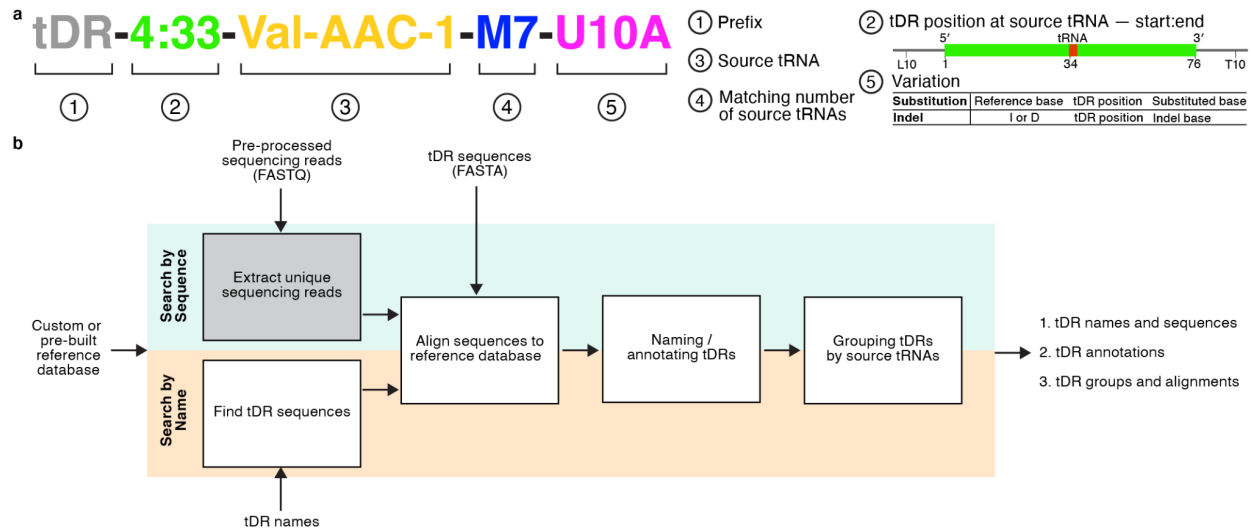 a
tDR-4:33-Val-AAC-1-M7-U10A
① ② ③ ④ ⑤
① Prefix
③ Source tRNA
④ Matching number
of source tRNAs
② tDR position at source tRNA — start:end
5′ tRNA 3′
L10 1 34 76 T10
⑤ Variation
Substitution Reference base tDR position Substituted base
Indel I or D tDR position Indel base
b
Pre-processed
sequencing reads
(FASTQ)
tDR sequences
(FASTA)
Search by
Sequence
Extract unique
sequencing reads
Custom or
pre-built
reference
database
Align sequences to
reference database
Naming /
annotating tDRs
Grouping tDRs
by source tRNAs
1. tDR names and sequences
2. tDR annotations
3. tDR groups and alignments
Search by
Name
Find tDR sequences
tDR names